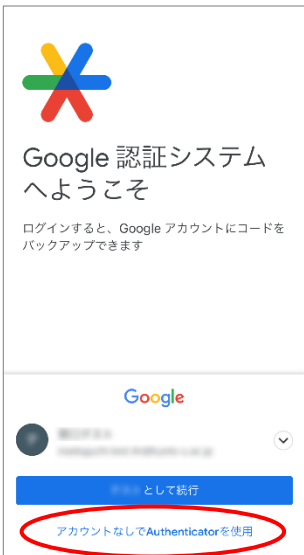 Google 認証システム
へようこそ
ログインすると、Google アカウントにコードを
バックアップできます
Google
として続行
アカウントなしでAuthenticatorを使用